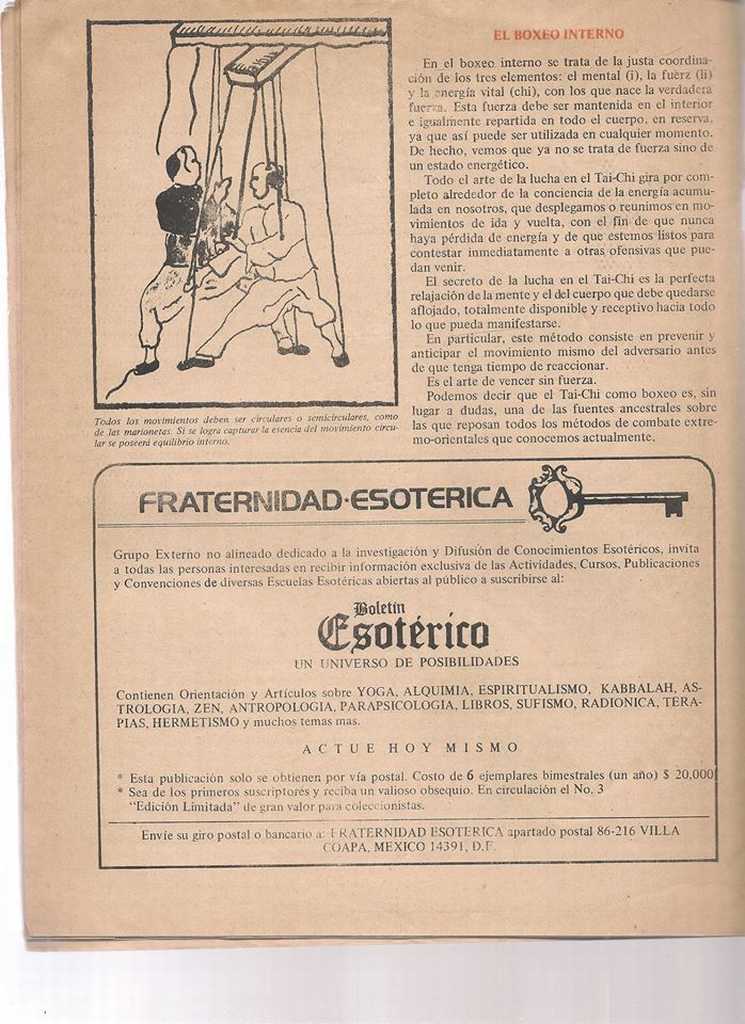 EL BOXEO INTERNO
En el boxeo interno se trata de la justa coordina-
ción de los tres elementos: el mental (i), la fuerz (li)
y la energía vital (chi), con los que nace la verdadera
fuerza. Esta fuerza debe ser mantenida en el interior
e igualmente repartida en todo el cuerpo, en reserva,
ya que así puede ser utilizada en cualquier momento.
De hecho, vemos que ya no se trata de fuerza sino de
un estado energético.
Todo el arte de la lucha en el Tai-Chi gira por com-
pleto alrededor de la conciencia de la energía acumu-
lada en nosotros, que desplegamos o reunimos en mo-
vimientos de ida y vuelta, con el fin de que nunca
haya pérdida de energía y de que estemos listos para
contestar inmediatamente a otras ofensivas que pue-
dan venir.
El secreto de la lucha en el Tai-Chi es la perfecta
relajación de la mente y el del cuerpo que debe quedarse
aflojado, totalmente disponible y receptivo hacia todo
lo que pueda manifestarse.
En particular, este método consiste en prevenir y
anticipar el movimiento mismo del adversario antes
de que tenga tiempo de reaccionar.
Es el arte de vencer sin fuerza.
Podemos decir que el Tai-Chi como boxeo es, sin
lugar a dudas, una de las fuentes ancestrales sobre
las que reposan todos los métodos de combate extre-
mo-orientales que conocemos actualmente.
Todos los movimientos deben ser circulares o semicirculares, como
de las marionetas. Si se logra capturar la esencia del movimiento circu-
lar se poseerá equilibrio interno.
FRATERNIDAD·ESOTERICA
Grupo Externo no alineado dedicado a la investigación y Difusión de Conocimientos Esotéricos, invita
a todas las personas interesadas en recibir información exclusiva de las Actividades, Cursos, Publicaciones
y Convenciones de diversas Escuelas Esotéricas abiertas al público a suscribirse al:
Boletín
Esotérico
UN UNIVERSO DE POSIBILIDADES
Contienen Orientación y Artículos sobre YOGA, ALQUIMIA, ESPIRITUALISMO, KABBALAH, AS-
TROLOGIA, ZEN, ANTROPOLOGIA, PARAPSICOLOGIA, LIBROS, SUFISMO, RADIONICA, TERA-
PIAS, HERMETISMO y muchos temas mas.
ACTUE HOY MISMO
* Esta publicación solo se obtienen por vía postal. Costo de 6 ejemplares bimestrales (un año) $ 20,000
* Sea de los primeros suscriptores y reciba un valioso obsequio. En circulación el No. 3
"Edición Limitada" de gran valor para coleccionistas.
Envíe su giro postal o bancario a: FRATERNIDAD ESOTERICA apartado postal 86-216 VILLA
COAPA, MEXICO 14391, D.F.